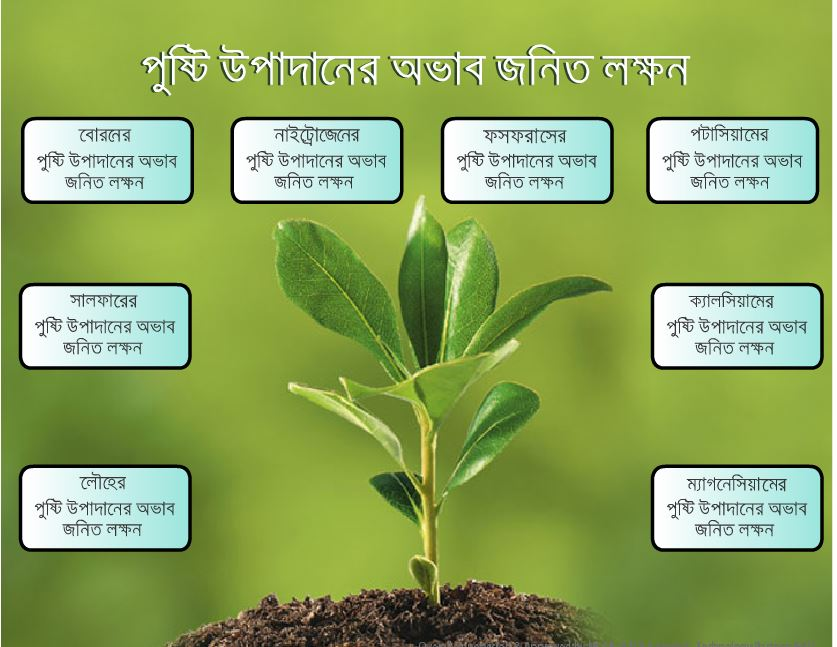 পুষ্টি উপাদানের অভাব জনিত লক্ষন
বোরনের
পুষ্টি উপাদানের অভাব
জনিত লক্ষন
নাইট্রোজেনের
পুষ্টি উপাদানের অভাব
জনিত লক্ষন
ফসফরাসের
পুষ্টি উপাদানের অভাব
জনিত লক্ষন
পটাসিয়ামের
পুষ্টি উপাদানের অভাব
জনিত লক্ষন
সালফারের
পুষ্টি উপাদানের অভাব
জনিত লক্ষন
ক্যালসিয়ামের
পুষ্টি উপাদানের অভাব
জনিত লক্ষন
লৌহের
পুষ্টি উপাদানের অভাব
জনিত লক্ষন
ম্যাগনেসিয়ামের
পুষ্টি উপাদানের অভাব
জনিত লক্ষন